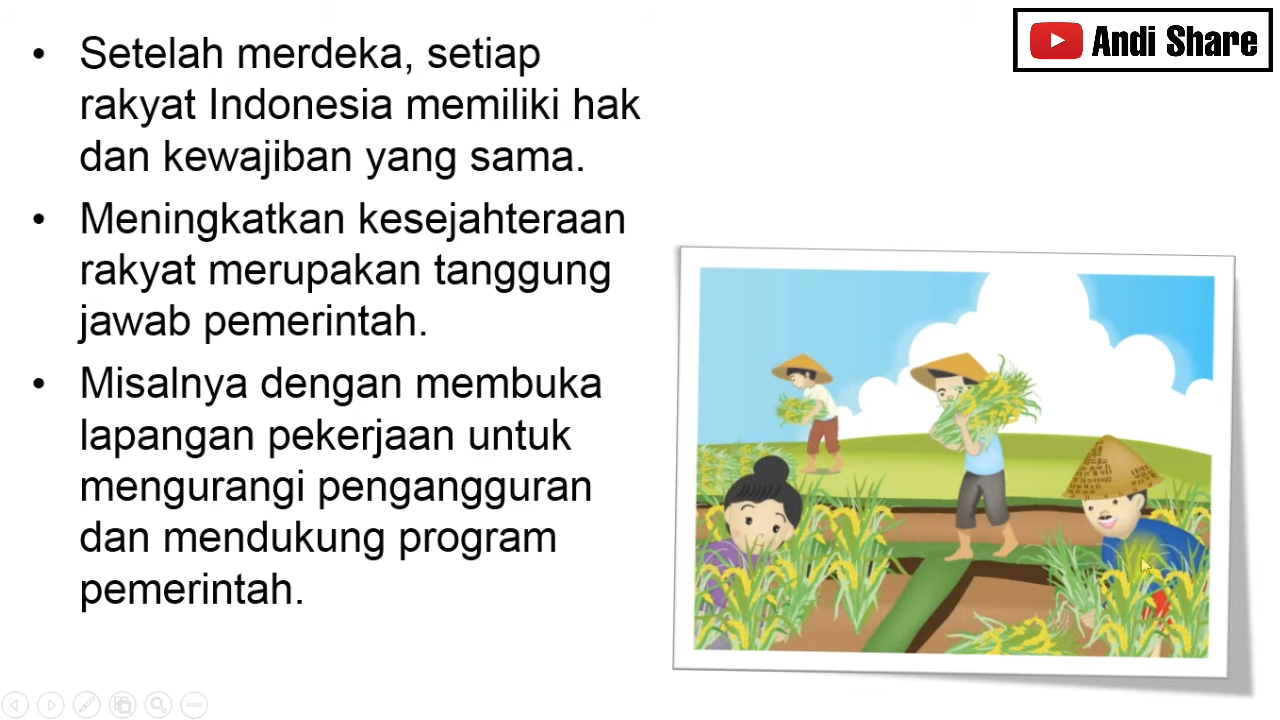 • Setelah merdeka, setiap
rakyat Indonesia memiliki hak
dan kewajiban yang sama.
• Meningkatkan kesejahteraan
rakyat merupakan tanggung
jawab pemerintah.
• Misalnya dengan membuka
lapangan pekerjaan untuk
mengurangi pengangguran
dan mendukung program
pemerintah.
Andi Share